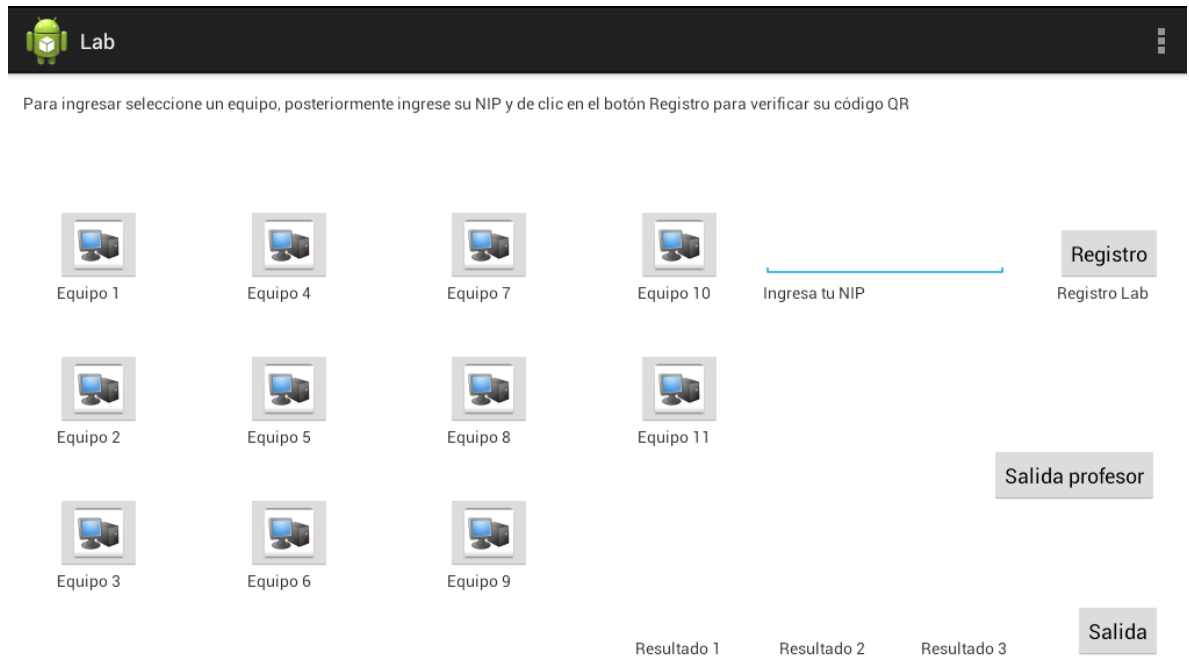 Lab
Para ingresar seleccione un equipo, posteriormente ingrese su NIP y de clic en el botón Registro para verificar su código QR
Registro
Equipo 1
Equipo 4
Equipo 7
Equipo 10
Ingresa tu NIP
Registro Lab
Equipo 2
Equipo 5
Equipo 8
Equipo 11
Salida profesor
Equipo 3
Equipo 6
Equipo 9
Salida
Resultado 1
Resultado 2
Resultado 3